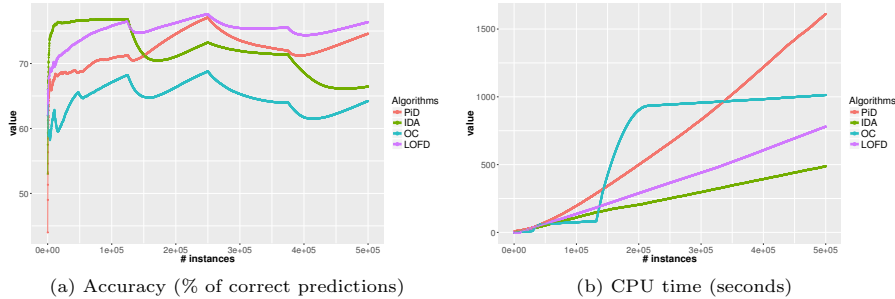 70
60
50
value
0e+00 1e+05 2e+05 3e+05 4e+05 5e+05
# instances
Algorithms
PiD
IDA
OC
LOFD
(a) Accuracy (% of correct predictions)
1500
1000
500
0
value
0e+00 1e+05 2e+05 3e+05 4e+05 5e+05
# instances
Algorithms
PiD
IDA
OC
LOFD
(b) CPU time (seconds)